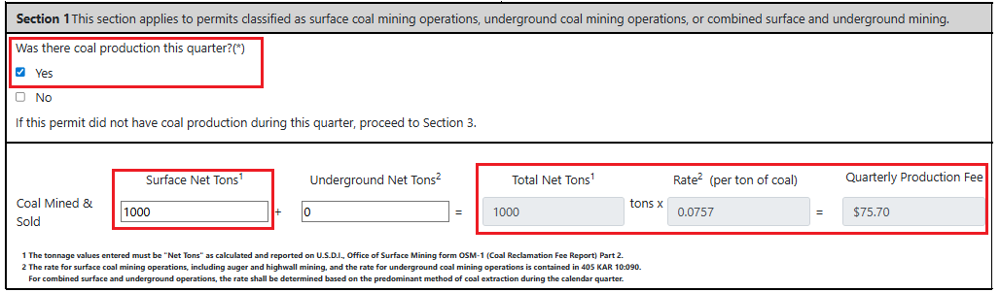 Section 1 This section applies to permits classified as surface coal mining operations, underground coal mining operations, or combined surface and underground mining.
Was there coal production this quarter?(*)
Yes
No
If this permit did not have coal production during this quarter, proceed to Section 3.
Surface Net Tons¹ Underground Net Tons² Total Net Tons¹ Rate² (per ton of coal) Quarterly Production Fee
Coal Mined & Sold 1000 + 0 = 1000 tons x 0.0757 = $75.70
1 The tonnage values entered must be "Net Tons" as calculated and reported on U.S.D.I., Office of Surface Mining form OSM-1 (Coal Reclamation Fee Report) Part 2.
2 The rate for surface coal mining operations, including auger and highwall mining, and the rate for underground coal mining operations is contained in 405 KAR 10:090.
For combined surface and underground operations, the rate shall be determined based on the predominant method of coal extraction during the calendar quarter.